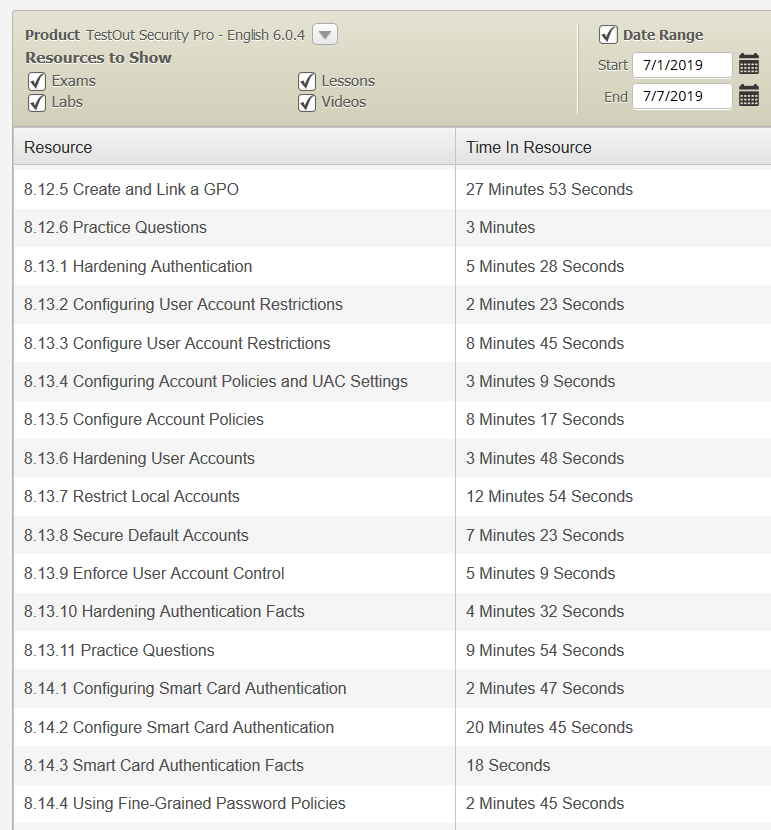 Product TestOut Security Pro - English 6.0.4
Resources to Show
Exams Lessons
Labs Videos
Date Range
Start 7/1/2019
End 7/7/2019
Resource Time In Resource
8.12.5 Create and Link a GPO 27 Minutes 53 Seconds
8.12.6 Practice Questions 3 Minutes
8.13.1 Hardening Authentication 5 Minutes 28 Seconds
8.13.2 Configuring User Account Restrictions 2 Minutes 23 Seconds
8.13.3 Configure User Account Restrictions 8 Minutes 45 Seconds
8.13.4 Configuring Account Policies and UAC Settings 3 Minutes 9 Seconds
8.13.5 Configure Account Policies 8 Minutes 17 Seconds
8.13.6 Hardening User Accounts 3 Minutes 48 Seconds
8.13.7 Restrict Local Accounts 12 Minutes 54 Seconds
8.13.8 Secure Default Accounts 7 Minutes 23 Seconds
8.13.9 Enforce User Account Control 5 Minutes 9 Seconds
8.13.10 Hardening Authentication Facts 4 Minutes 32 Seconds
8.13.11 Practice Questions 9 Minutes 54 Seconds
8.14.1 Configuring Smart Card Authentication 2 Minutes 47 Seconds
8.14.2 Configure Smart Card Authentication 20 Minutes 45 Seconds
8.14.3 Smart Card Authentication Facts 18 Seconds
8.14.4 Using Fine-Grained Password Policies 2 Minutes 45 Seconds